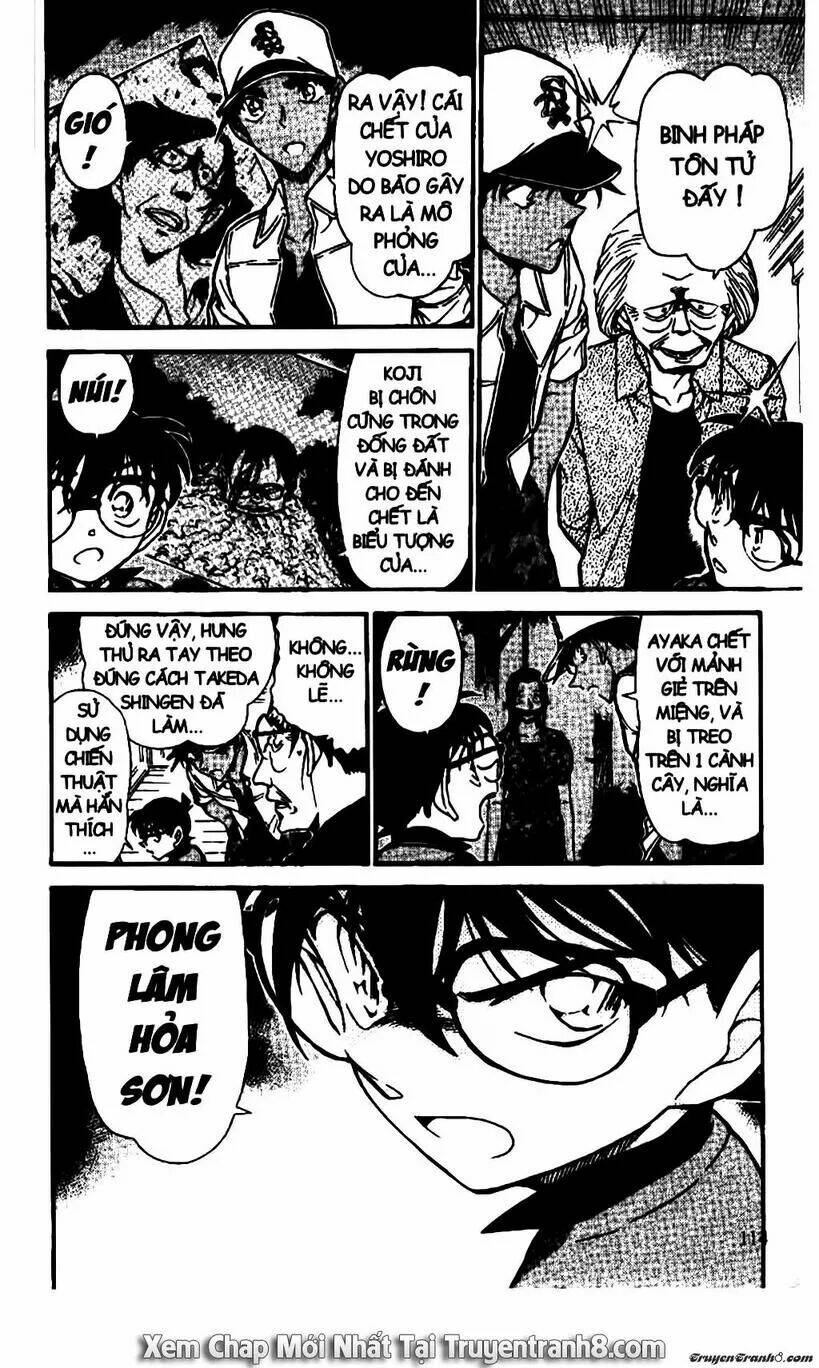 BINH PHÁP
TÔN TỬ
ĐẤY !
RA VẬY! CÁI
CHẾT CỦA
YOSHIRO
DO BÃO GÂY
RA LÀ MÔ
PHỎNG
CỦA...
GIÓ
!
KOJI
BỊ CHÔN
CỨNG TRONG
ĐỐNG ĐẤT
VÀ BỊ ĐÁNH
CHO ĐẾN
CHẾT LÀ
BIỂU TƯỢNG
CỦA...
NÚI!
AYAKA CHẾT
VỚI MẢNH
GIẺ TRÊN
MIỆNG, VÀ
BỊ TREO
TRÊN 1 CÀNH
CÂY, NGHĨA
LÀ...
RỪNG
!
KHÔNG...
KHÔNG
LẼ...
ĐÚNG VẬY, HUNG
THỦ RA TAY THEO
ĐÚNG CÁCH TAKEDA
SHINGEN ĐÃ
LÀM...
SỬ
DỤNG
CHIẾN
THUẬT
MÀ HẮN
THÍCH
...
PHONG
LÂM
HỎA
SƠN!
Xem Chap Mới Nhất Tại Truyentranh8.com
TruyenTranh8.com